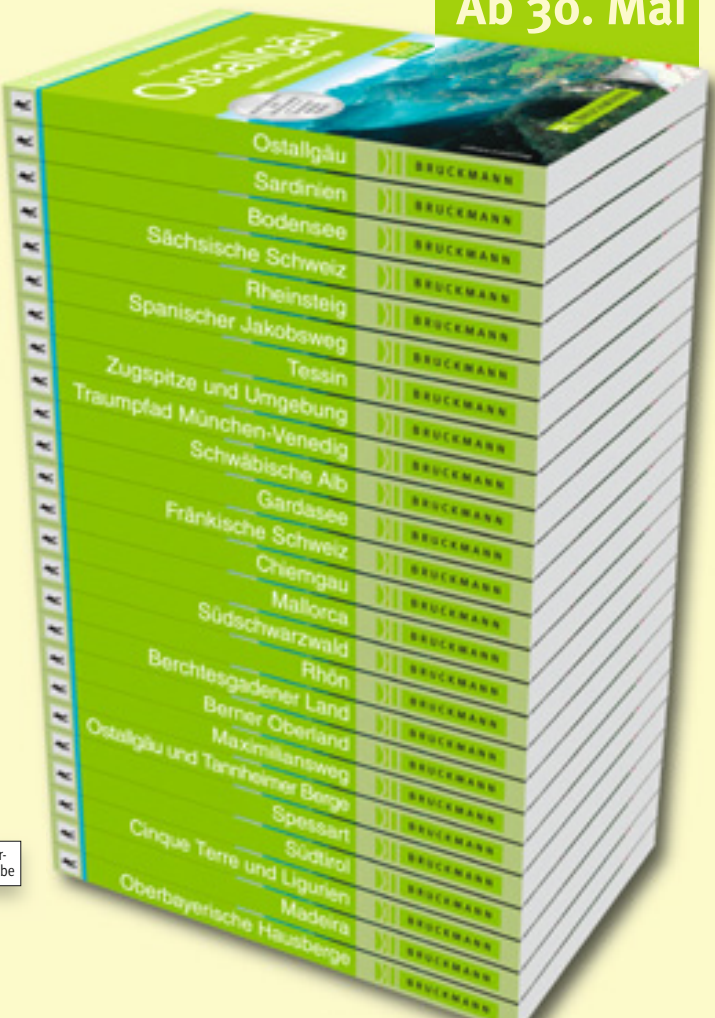 Ab 30. Mai
Ostallgäu
Ostallgäu BRUCKMANN
Sardinien BRUCKMANN
Bodensee BRUCKMANN
Sächsische Schweiz BRUCKMANN
Rheinsteig BRUCKMANN
Spanischer Jakobsweg BRUCKMANN
Tessin BRUCKMANN
Zugspitze und Umgebung BRUCKMANN
Traumpfad München-Venedig BRUCKMANN
Schwäbische Alb BRUCKMANN
Gardasee BRUCKMANN
Fränkische Schweiz BRUCKMANN
Chiemgau BRUCKMANN
Mallorca BRUCKMANN
Südschwarzwald BRUCKMANN
Rhön BRUCKMANN
Berchtesgadener Land BRUCKMANN
Berner Oberland BRUCKMANN
Maximiliansweg BRUCKMANN
Ostallgäu und Tannheimer Berge BRUCKMANN
Spessart BRUCKMANN
Südtirol BRUCKMANN
Cinque Terre und Ligurien BRUCKMANN
Madeira BRUCKMANN
Oberbayerische Hausberge BRUCKMANN
r-
be